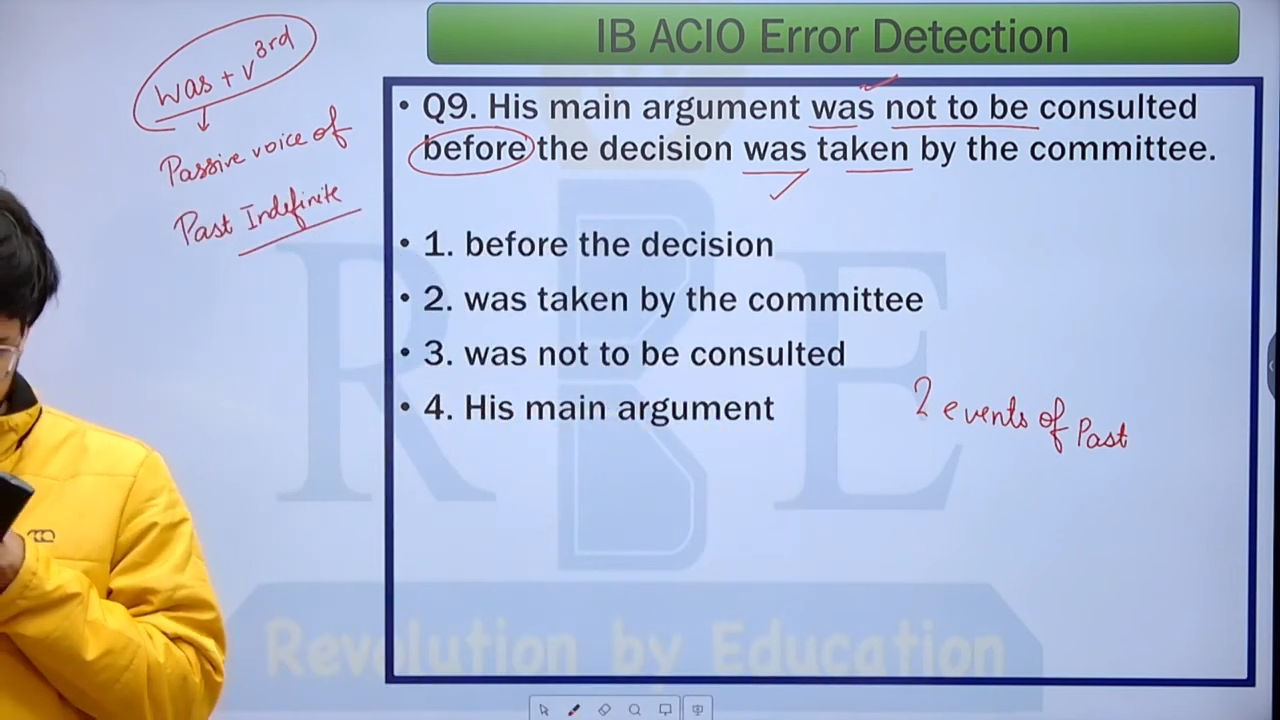 IB ACIO Error Detection
was + v 3rd
Passive voice of
Past Indefinite
• Q9. His main argument was not to be consulted
before the decision was taken by the committee.
• 1. before the decision
• 2. was taken by the committee
• 3. was not to be consulted
• 4. His main argument
2 events of Past
RBE
Revolution by Education